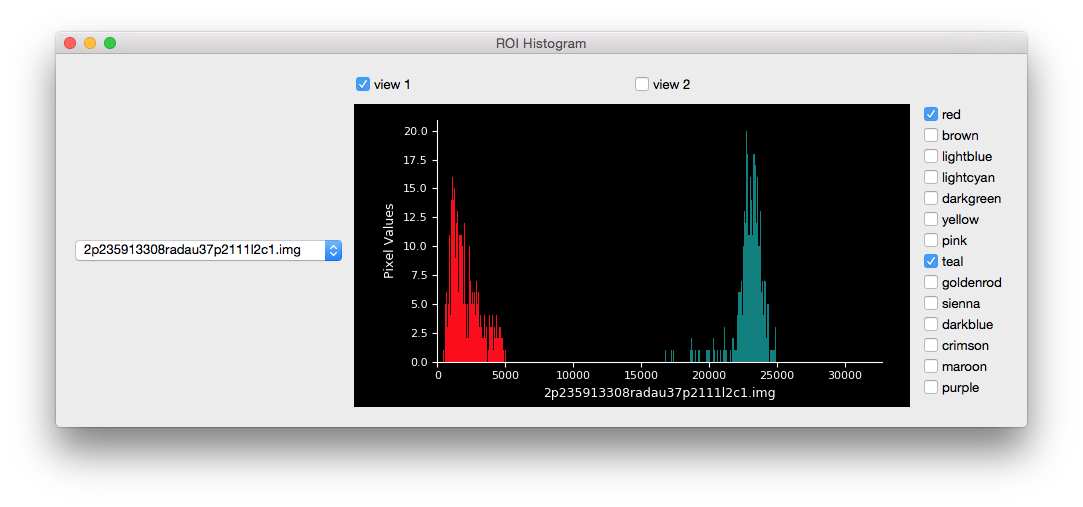 ROI Histogram
view 1
view 2
2p235913308radau37p2111l2c1.img
Pixel Values
20.0
17.5
15.0
12.5
10.0
7.5
5.0
2.5
0.0
0 5000 10000 15000 20000 25000 30000
2p235913308radau37p2111l2c1.img
red
brown
lightblue
lightcyan
darkgreen
yellow
pink
teal
goldenrod
sienna
darkblue
crimson
maroon
purple